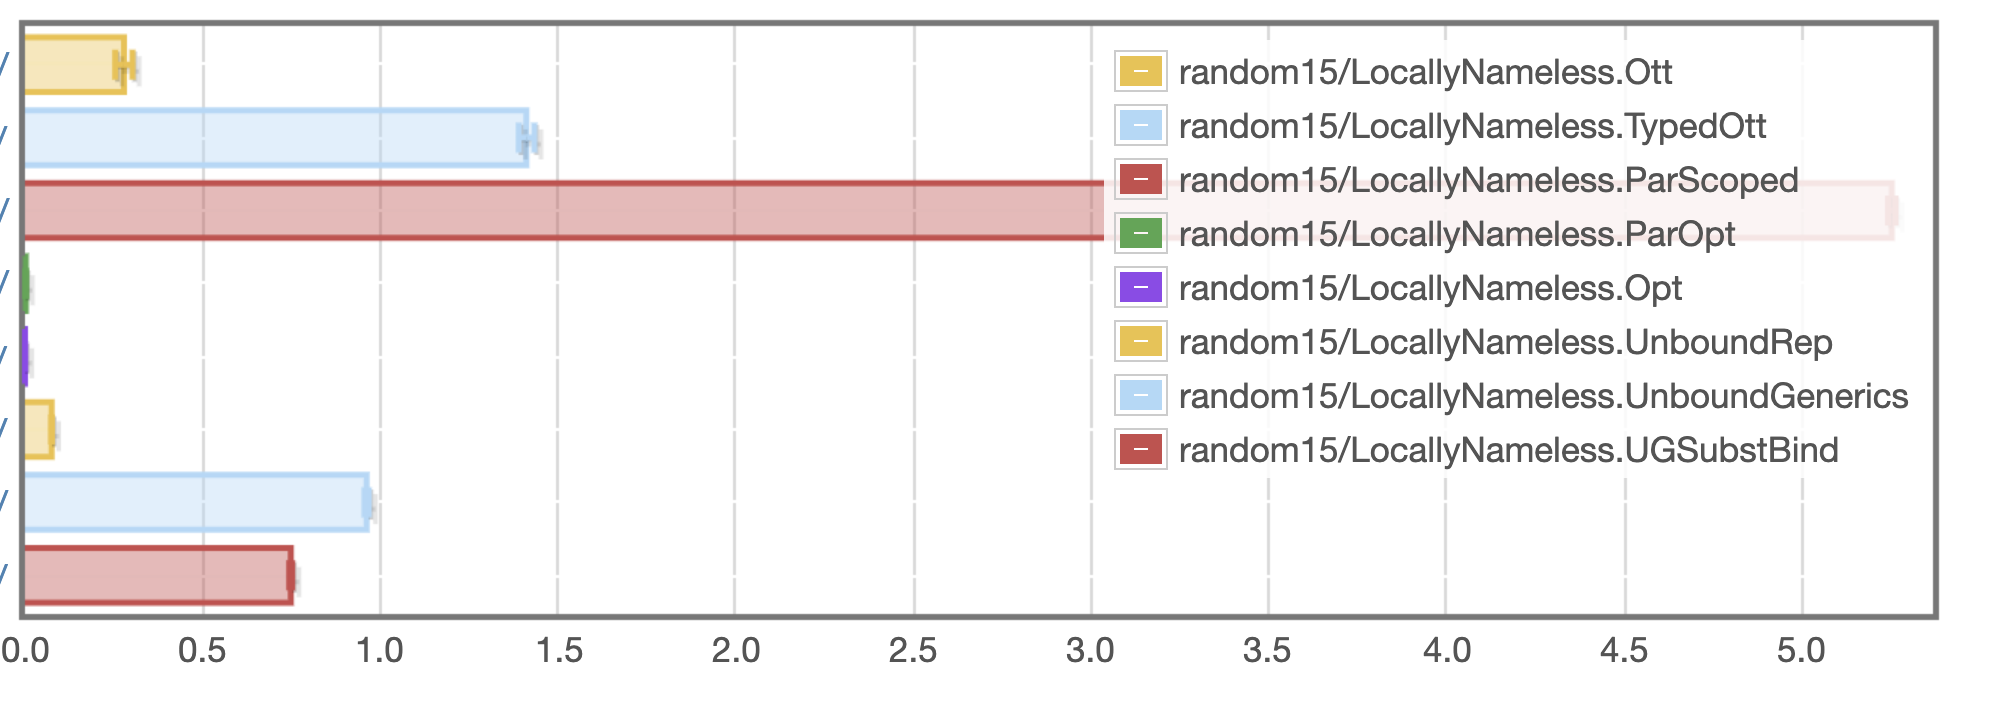 random15/LocallyNameless.Ott
random15/LocallyNameless.TypedOtt
random15/LocallyNameless.ParScoped
random15/LocallyNameless.ParOpt
random15/LocallyNameless.Opt
random15/LocallyNameless.UnboundRep
random15/LocallyNameless.UnboundGenerics
random15/LocallyNameless.UGSubstBind
0.0 0.5 1.0 1.5 2.0 2.5 3.0 3.5 4.0 4.5 5.0